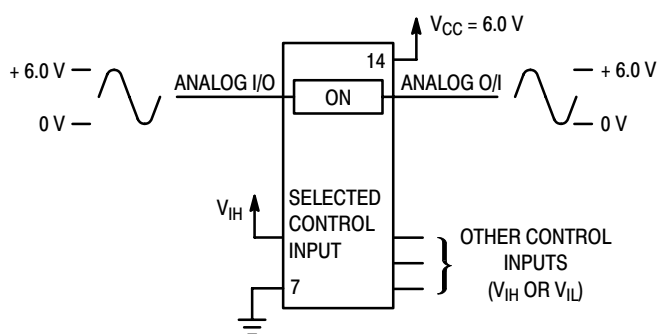 V_CC = 6.0 V
14
+ 6.0 V
ANALOG I/O
ON
ANALOG O/I
+ 6.0 V
0 V
0 V
V_IH
SELECTED
CONTROL
INPUT
7
OTHER CONTROL
INPUTS
(V_IH OR V_IL)